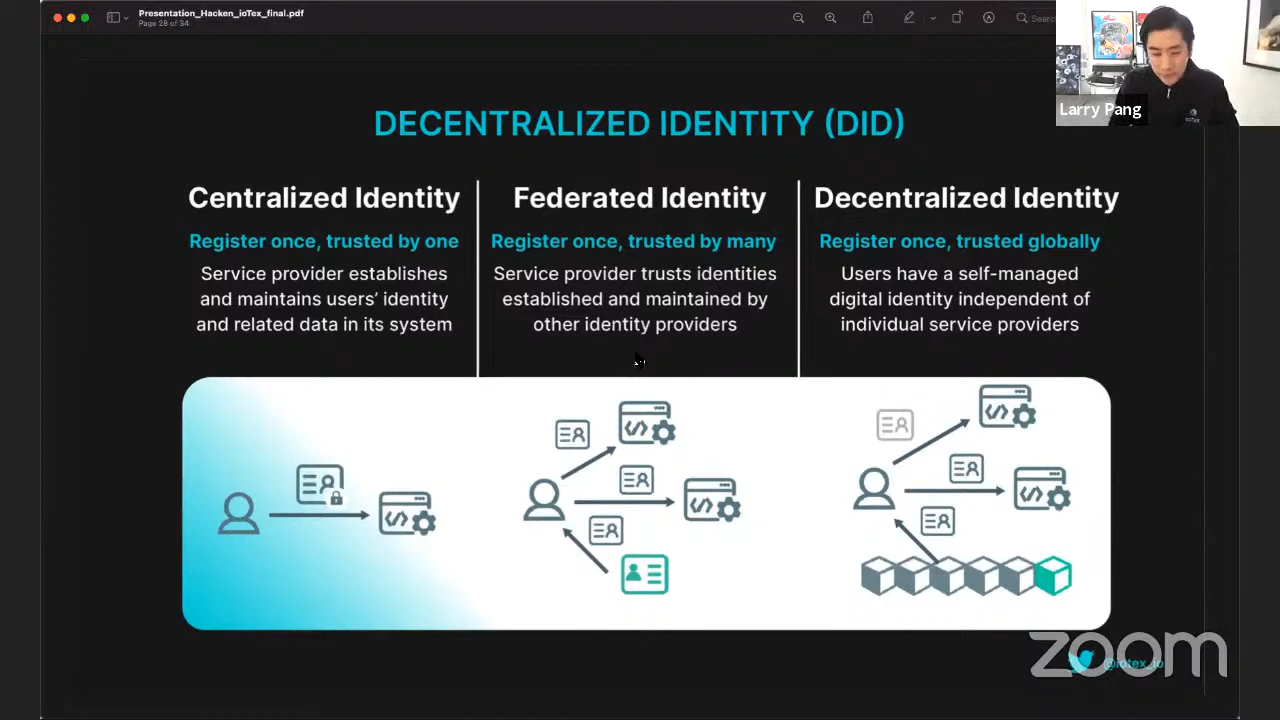 Presentation_Hacken_ioTex_final.pdf
Page 28 of 34
Search
Larry Pang
DECENTRALIZED IDENTITY (DID)
Centralized Identity
Register once, trusted by one
Service provider establishes
and maintains users’ identity
and related data in its system
Federated Identity
Register once, trusted by many
Service provider trusts identities
established and maintained by
other identity providers
Decentralized Identity
Register once, trusted globally
Users have a self-managed
digital identity independent of
individual service providers
zoom
@iotex_io